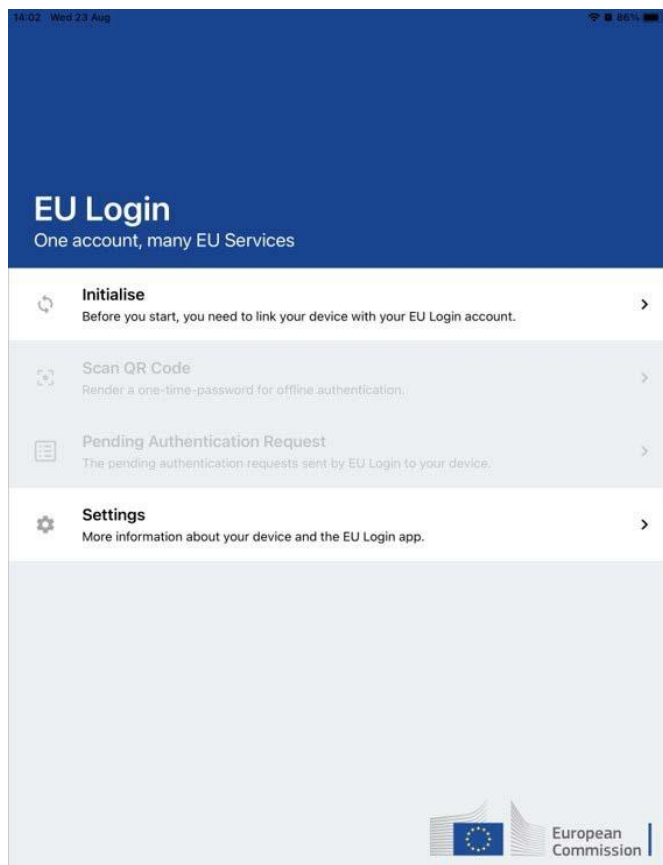 14:02 Wed 23 Aug
86%
EU Login
One account, many EU Services
Initialise
Before you start, you need to link your device with your EU Login account.
Scan QR Code
Render a one-time-password for offline authentication.
Pending Authentication Request
The pending authentication requests sent by EU Login to your device.
Settings
More information about your device and the EU Login app.
European
Commission